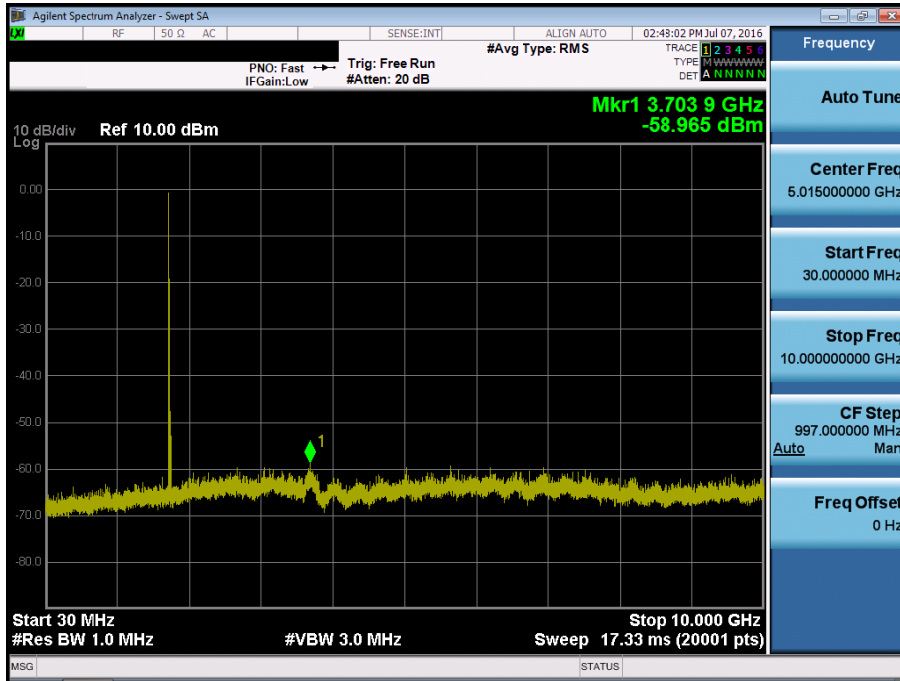 Agilent Spectrum Analyzer - Swept SA
LXI RF 50 Ω AC SENSE:INT ALIGN AUTO 02:48:02 PM Jul 07, 2016
#Avg Type: RMS TRACE 1 2 3 4 5 6
PNO: Fast Trig: Free Run TYPE M WWWWW
IFGain:Low #Atten: 20 dB DET A N N N N N
Mkr1 3.703 9 GHz
-58.965 dBm
10 dB/div Ref 10.00 dBm
Log
0.00
-10.0
-20.0
-30.0
-40.0
-50.0
1
-60.0
-70.0
-80.0
Start 30 MHz Stop 10.000 GHz
#Res BW 1.0 MHz #VBW 3.0 MHz Sweep 17.33 ms (20001 pts)
MSG STATUS
Frequency
Auto Tune
Center Freq
5.015000000 GHz
Start Freq
30.000000 MHz
Stop Freq
10.000000000 GHz
CF Step
997.000000 MHz
Auto Man
Freq Offset
0 Hz